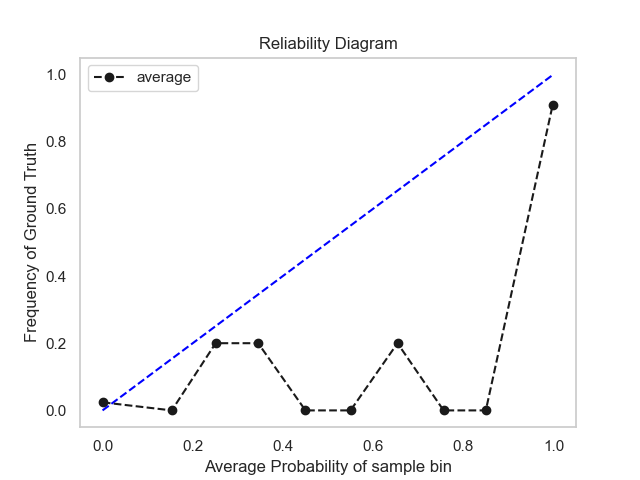 Reliability Diagram
average
1.0
0.8
0.6
0.4
0.2
0.0
Frequency of Ground Truth
0.0 0.2 0.4 0.6 0.8 1.0
Average Probability of sample bin